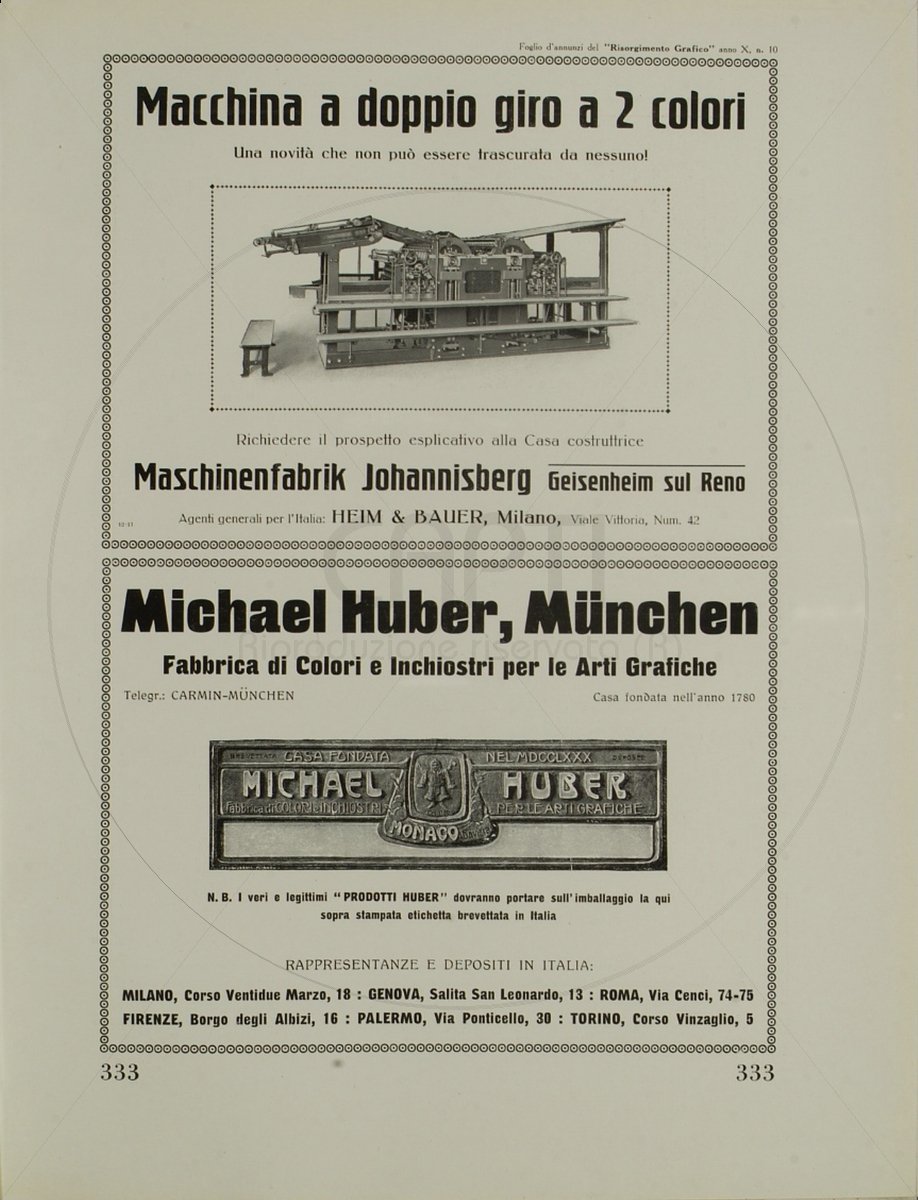 Foglio d'annunzi del "Risorgimento Grafico" anno X, n. 10
Macchina a doppio giro a 2 colori
Una novità che non può essere trascurata da nessuno!
Richiedere il prospetto esplicativo alla Casa costruttrice
Maschinenfabrik Johannisberg Geisenheim sul Reno
Agenti generali per l'Italia: HEIM & BAUER, Milano, Viale Vittoria, Num. 42
Michael Huber, München
Riproduzione riservata
Fabbrica di Colori e Inchiostri per le Arti Grafiche
Telegr.: CARMIN-MÜNCHEN Casa fondata nell'anno 1780
CASA FONDATA NEL MDCCLXXX
MICHAEL HUBER
Fabbrica di COLORI e INCHIOSTRI PER LE ARTI GRAFICHE
MONACO
N. B. I veri e legittimi "PRODOTTI HUBER" dovranno portare sull'imballaggio la qui
sopra stampata etichetta brevettata in Italia
RAPPRESENTANZE E DEPOSITI IN ITALIA:
MILANO, Corso Ventidue Marzo, 18 : GENOVA, Salita San Leonardo, 13 : ROMA, Via Cenci, 74-75
FIRENZE, Borgo degli Albizi, 16 : PALERMO, Via Ponticello, 30 : TORINO, Corso Vinzaglio, 5
333 333